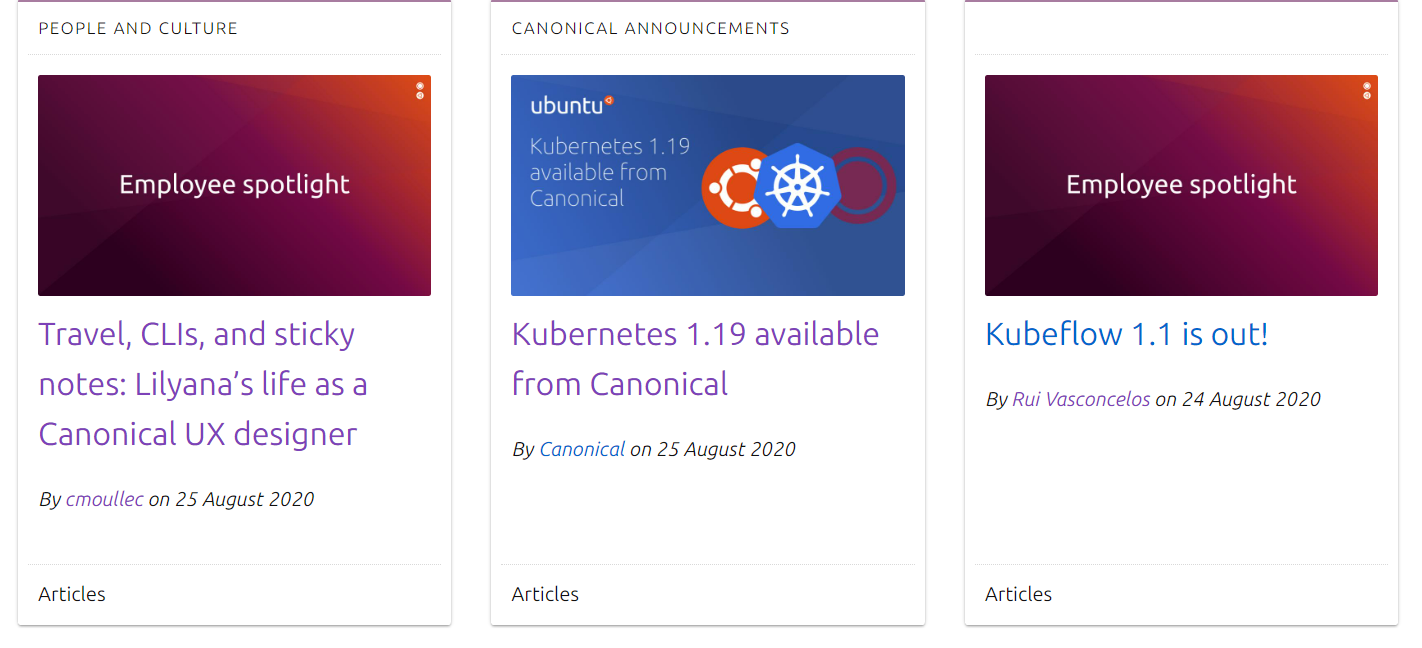 PEOPLE AND CULTURE
Employee spotlight
Travel, CLIs, and sticky
notes: Lilyana’s life as a
Canonical UX designer
By cmoullec on 25 August 2020
Articles
CANONICAL ANNOUNCEMENTS
ubuntu
Kubernetes 1.19
available from
Canonical
Kubernetes 1.19 available
from Canonical
By Canonical on 25 August 2020
Articles
Employee spotlight
Kubeflow 1.1 is out!
By Rui Vasconcelos on 24 August 2020
Articles